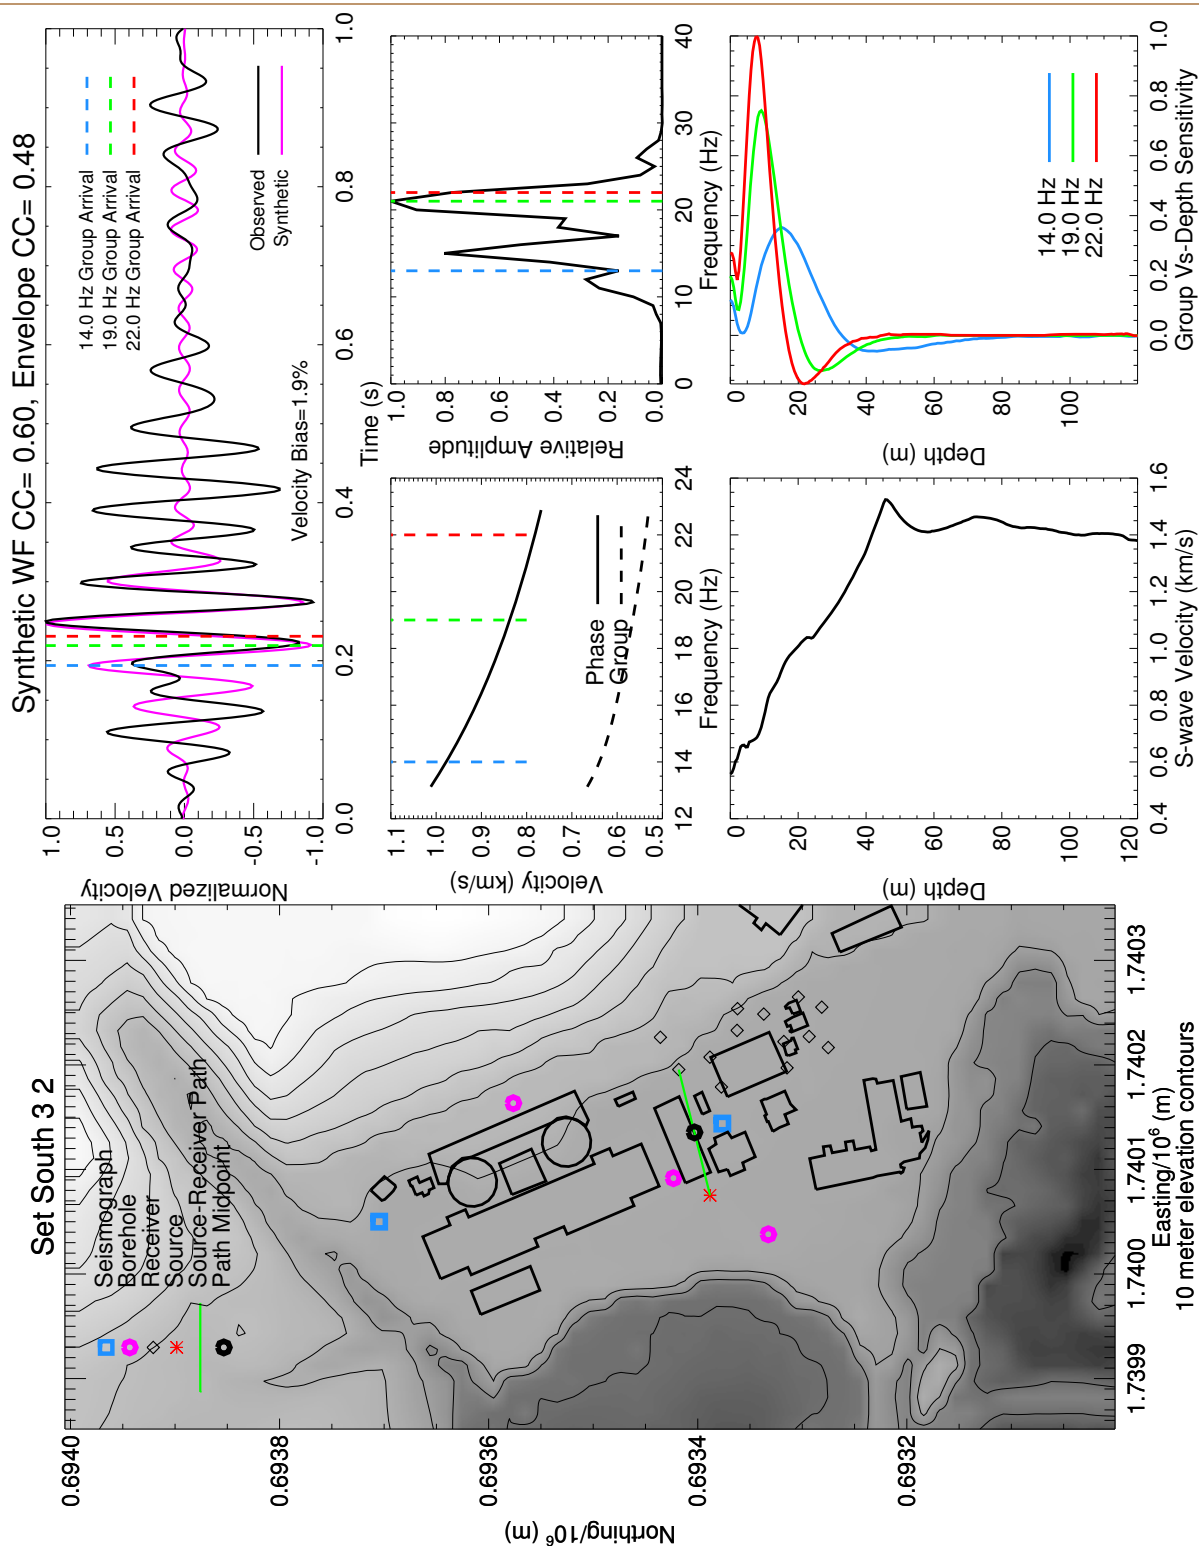 Set South 3 2
Seismograph
Borehole
Receiver
Source
Source-Receiver Path
Path Midpoint
0.6940
0.6938
0.6936
0.6934
0.6932
Northing/10⁶ (m)
1.7399
1.7400
1.7401
1.7402
1.7403
Easting/10⁶ (m)
10 meter elevation contours
Synthetic WF CC= 0.60, Envelope CC= 0.48
14.0 Hz Group Arrival
19.0 Hz Group Arrival
22.0 Hz Group Arrival
Observed
Synthetic
Velocity Bias=1.9%
1.0
0.5
0.0
-0.5
-1.0
Normalized Velocity
0.0
0.2
0.4
0.6
0.8
1.0
Time (s)
1.1
1.0
0.9
0.8
0.7
0.6
0.5
Velocity (km/s)
Phase
Group
12
14
16
18
20
22
24
Frequency (Hz)
1.0
0.8
0.6
0.4
0.2
0.0
Relative Amplitude
0
10
20
30
40
Frequency (Hz)
0
20
40
60
80
100
120
Depth (m)
0.4
0.6
0.8
1.0
1.2
1.4
1.6
S-wave Velocity (km/s)
0
20
40
60
80
100
Depth (m)
14.0 Hz
19.0 Hz
22.0 Hz
0.0
0.2
0.4
0.6
0.8
1.0
Group Vs-Depth Sensitivity